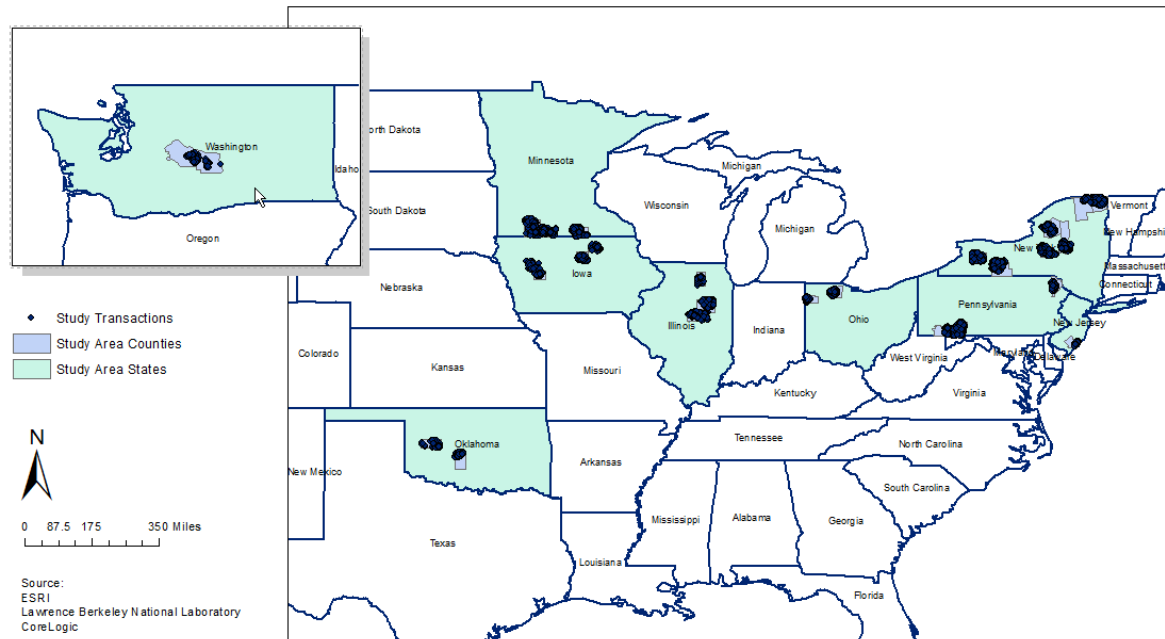 Washington
Idaho
Oregon
North Dakota
South Dakota
Nebraska
Minnesota
Iowa
Wisconsin
Michigan
Michigan
Illinois
Indiana
Ohio
Pennsylvania
New
Vermont
New Hampshire
Massachusett
Connecticut
New Jersey
Delaware
Maryland
West Virginia
Virginia
Kentucky
Colorado
Kansas
Missouri
Tennessee
North Carolina
South Carolina
Oklahoma
Arkansas
New Mexico
Texas
Louisiana
Mississippi
Alabama
Georgia
Florida
Study Transactions
Study Area Counties
Study Area States
N
0 87.5 175 350 Miles
Source:
ESRI
Lawrence Berkeley National Laboratory
CoreLogic